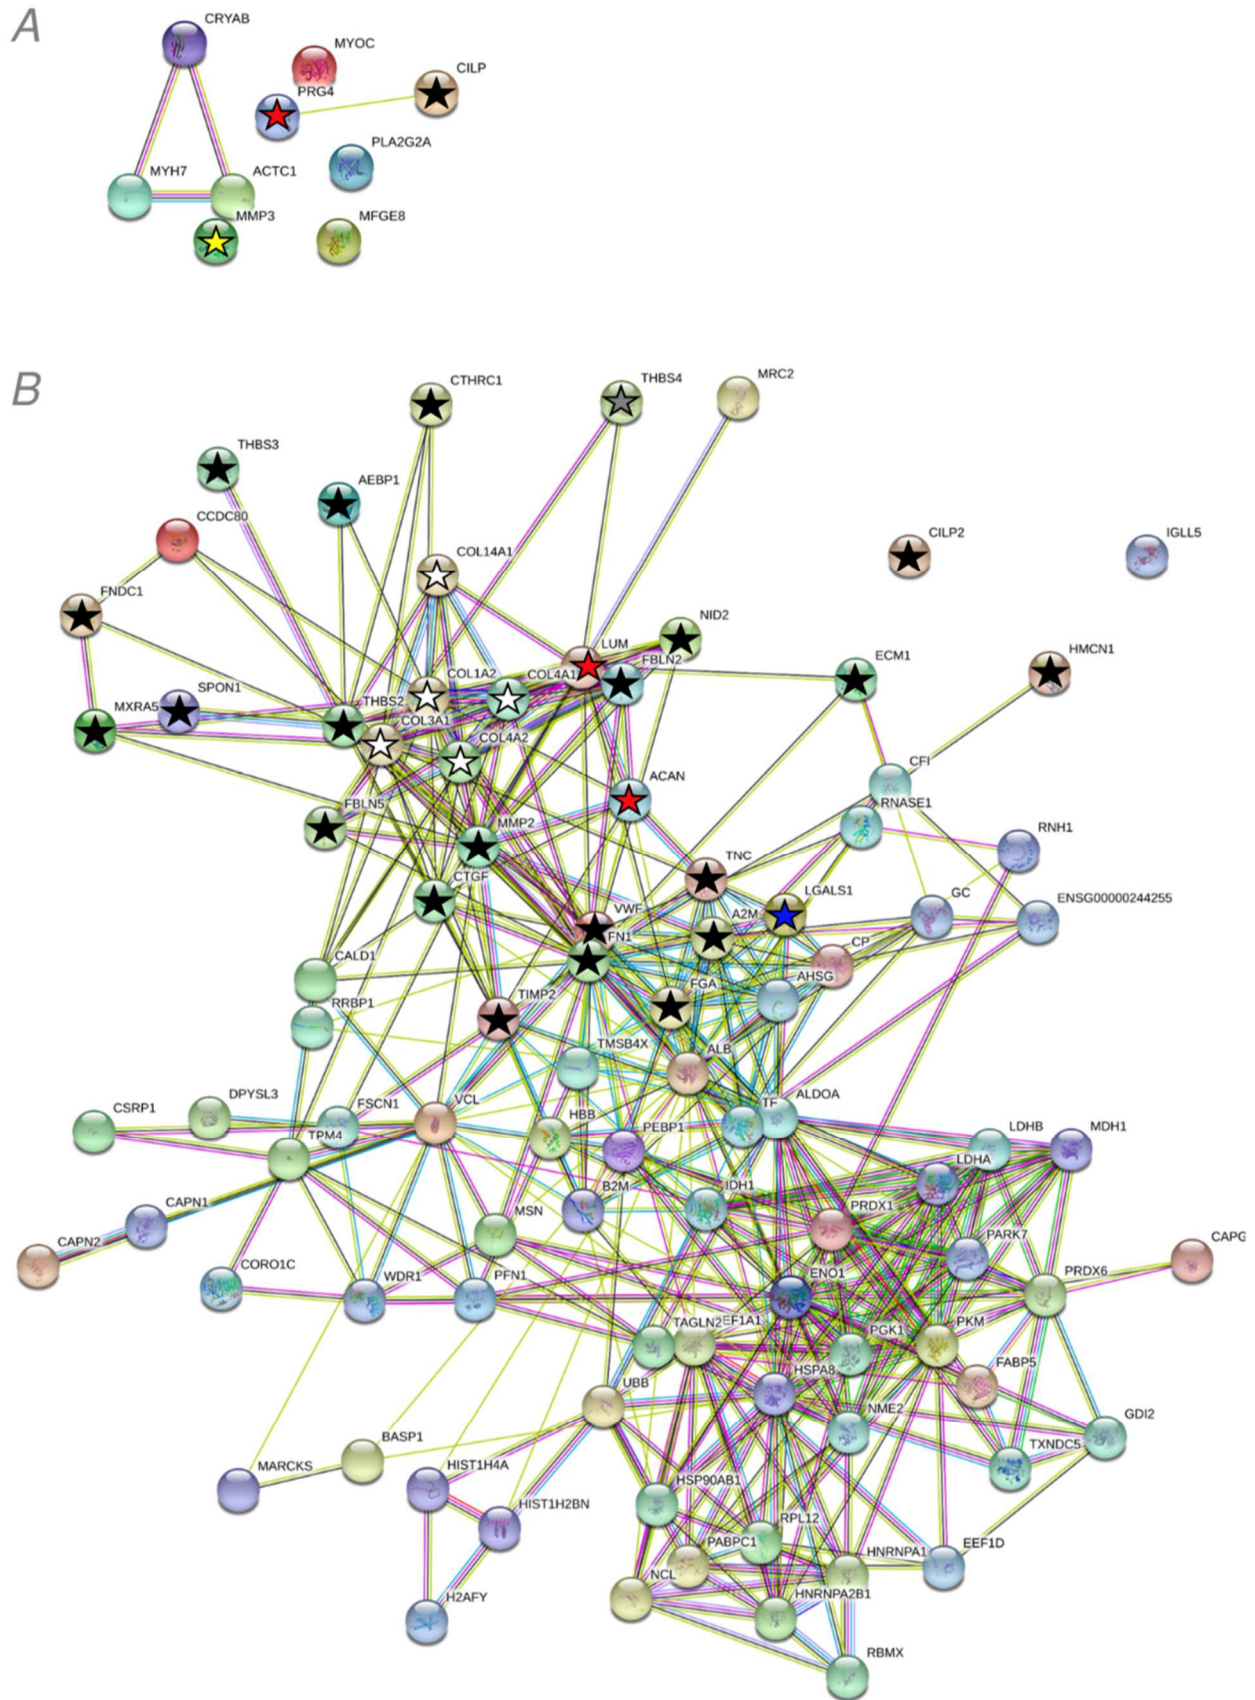 A
CRYAB
MYOC
CILP
PRG4
PLA2G2A
MYH7
ACTC1
MMP3
MFGE8
B
CTHRC1
THBS4
MRC2
THBS3
AEBP1
CCDC80
CILP2
IGLL5
COL14A1
FNDC1
NID2
LUM
FBLN2
ECM1
HMCN1
COL1A2
COL4A1
SPON1
MXRA5
THBS2
COL3A1
COL4A2
CFI
ACAN
FBLN5
RNASE1
MMP2
RNH1
TNC
CTGF
LGALS1
GC
ENSG00000244255
VWF
A2M
FN1
CP
CALD1
AHSG
FGA
RRBP1
TIMP2
TMSB4X
ALB
DPYSL3
FSCN1
VCL
ALDOA
CSRP1
HBB
TF
TPM4
PEBP1
LDHB
MDH1
LDHA
CAPN1
B2M
IDH1
MSN
PRDX1
CAPN2
PARK7
CAPG
CORO1C
WDR1
PFN1
ENO1
PRDX6
TAGLN2
EF1A1
PGK1
PKM
HSPA8
FABP5
UBB
NME2
GDI2
BASP1
TXNDC5
MARCKS
HIST1H4A
HSP90AB1
HIST1H2BN
RPL12
PABPC1
HNRNPA1
EEF1D
NCL
HNRNPA2B1
H2AFY
RBMX